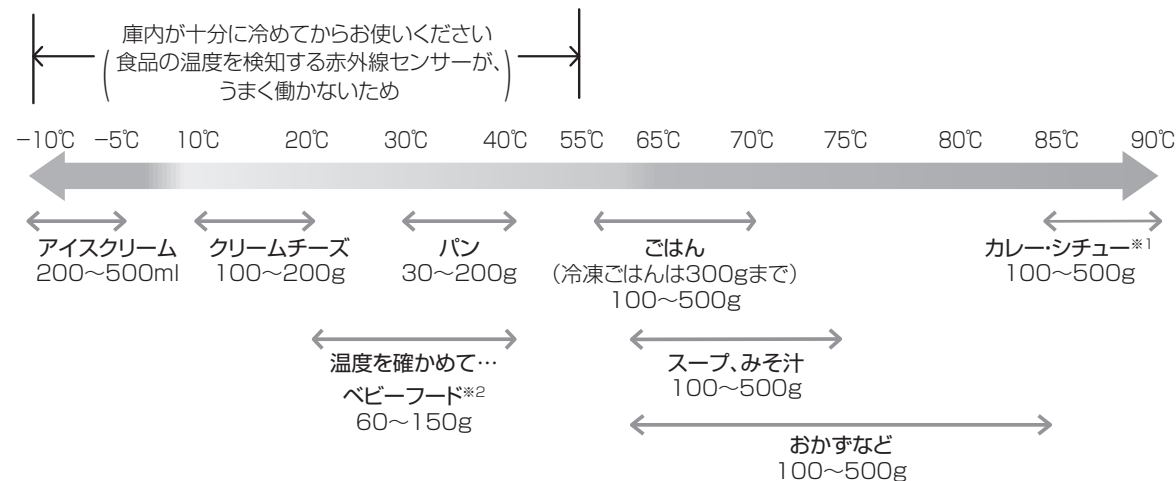 庫内が十分に冷めてからお使いください
(食品の温度を検知する赤外線センサーが、
うまく働かないため)
−10℃ −5℃ 10℃ 20℃ 30℃ 40℃ 55℃ 65℃ 70℃ 75℃ 80℃ 85℃ 90℃
アイスクリーム
200〜500ml
クリームチーズ
100〜200g
パン
30〜200g
ごはん
(冷凍ごはんは300gまで)
100〜500g
カレー・シチュー※1
100〜500g
温度を確かめて…
ベビーフード※2
60〜150g
スープ、みそ汁
100〜500g
おかずなど
100〜500g